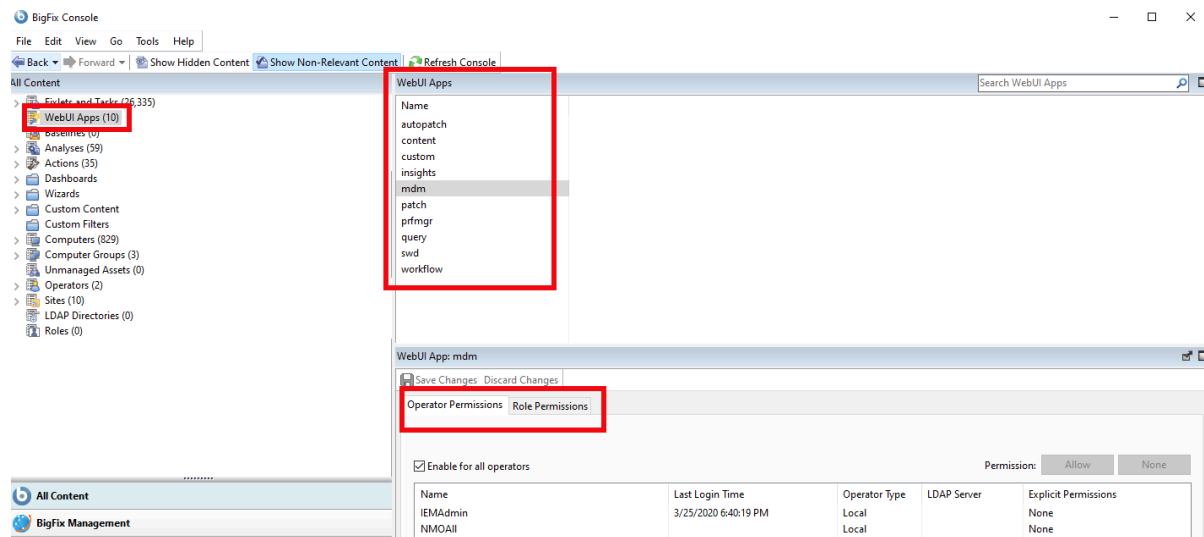 BigFix Console
File Edit View Go Tools Help
Back Forward Show Hidden Content Show Non-Relevant Content Refresh Console
All Content
Fixlets and Tasks (26,335)
WebUI Apps (10)
Baselines (0)
Analyses (59)
Actions (35)
Dashboards
Wizards
Custom Content
Custom Filters
Computers (829)
Computer Groups (3)
Unmanaged Assets (0)
Operators (2)
Sites (10)
LDAP Directories (0)
Roles (0)
All Content
BigFix Management
WebUI Apps
Search WebUI Apps
Name
autopatch
content
custom
insights
mdm
patch
prfmgr
query
swd
workflow
WebUI App: mdm
Save Changes Discard Changes
Operator Permissions Role Permissions
Enable for all operators Permission: Allow None
Name Last Login Time Operator Type LDAP Server Explicit Permissions
IEMAdmin 3/25/2020 6:40:19 PM Local None
NMOAll Local None